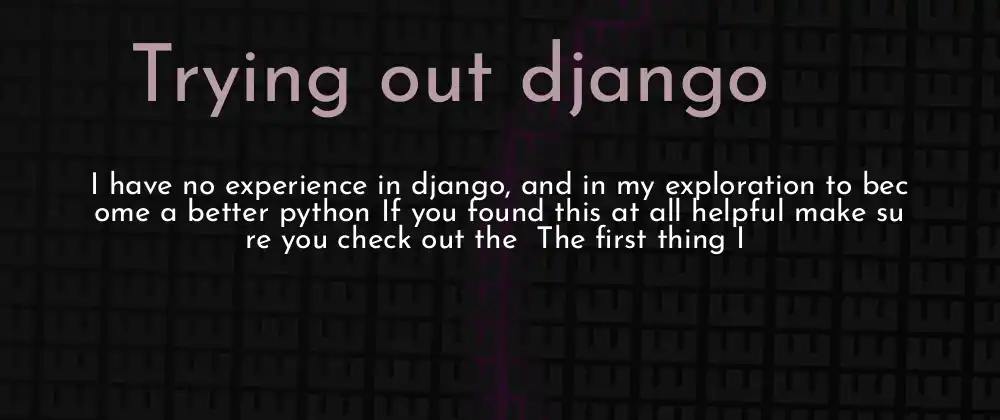 Trying out django
I have no experience in django, and in my exploration to bec
ome a better python If you found this at all helpful make su
re you check out the  The first thing I